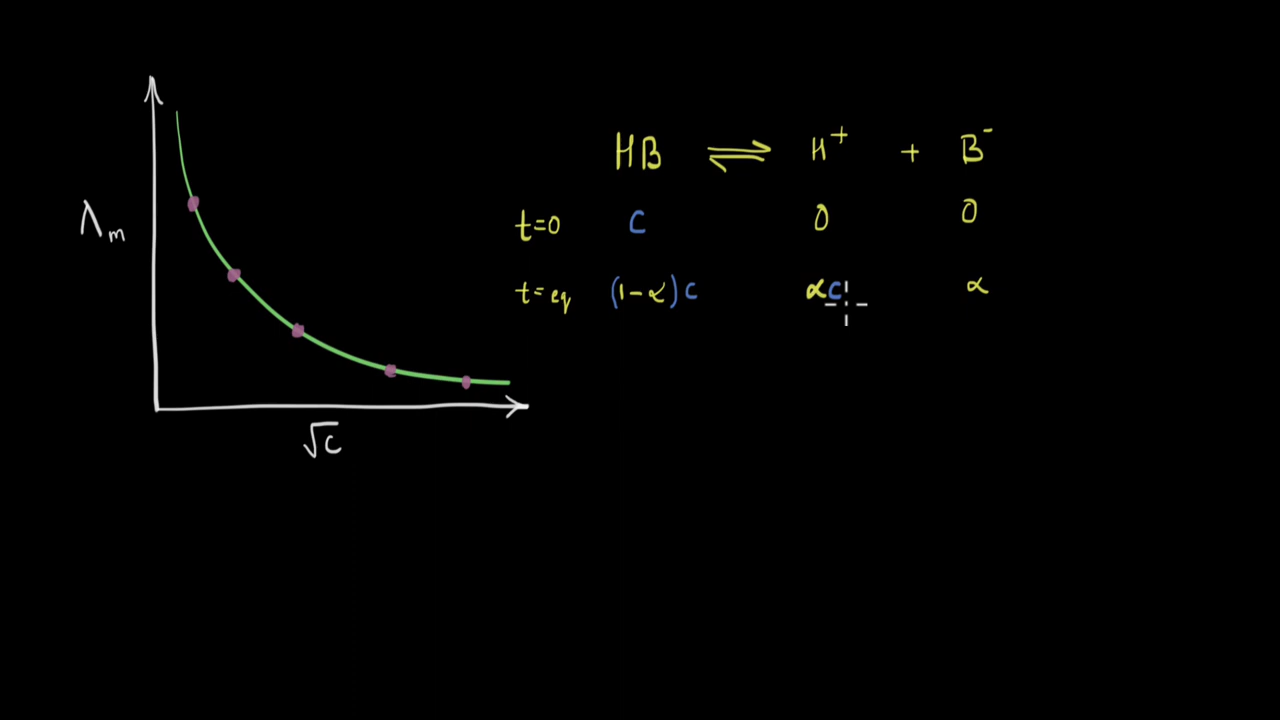 HB ⇌ H⁺ + B⁻
t=0 C 0 0
t=eq (1-α)C αC α
Λm
√C